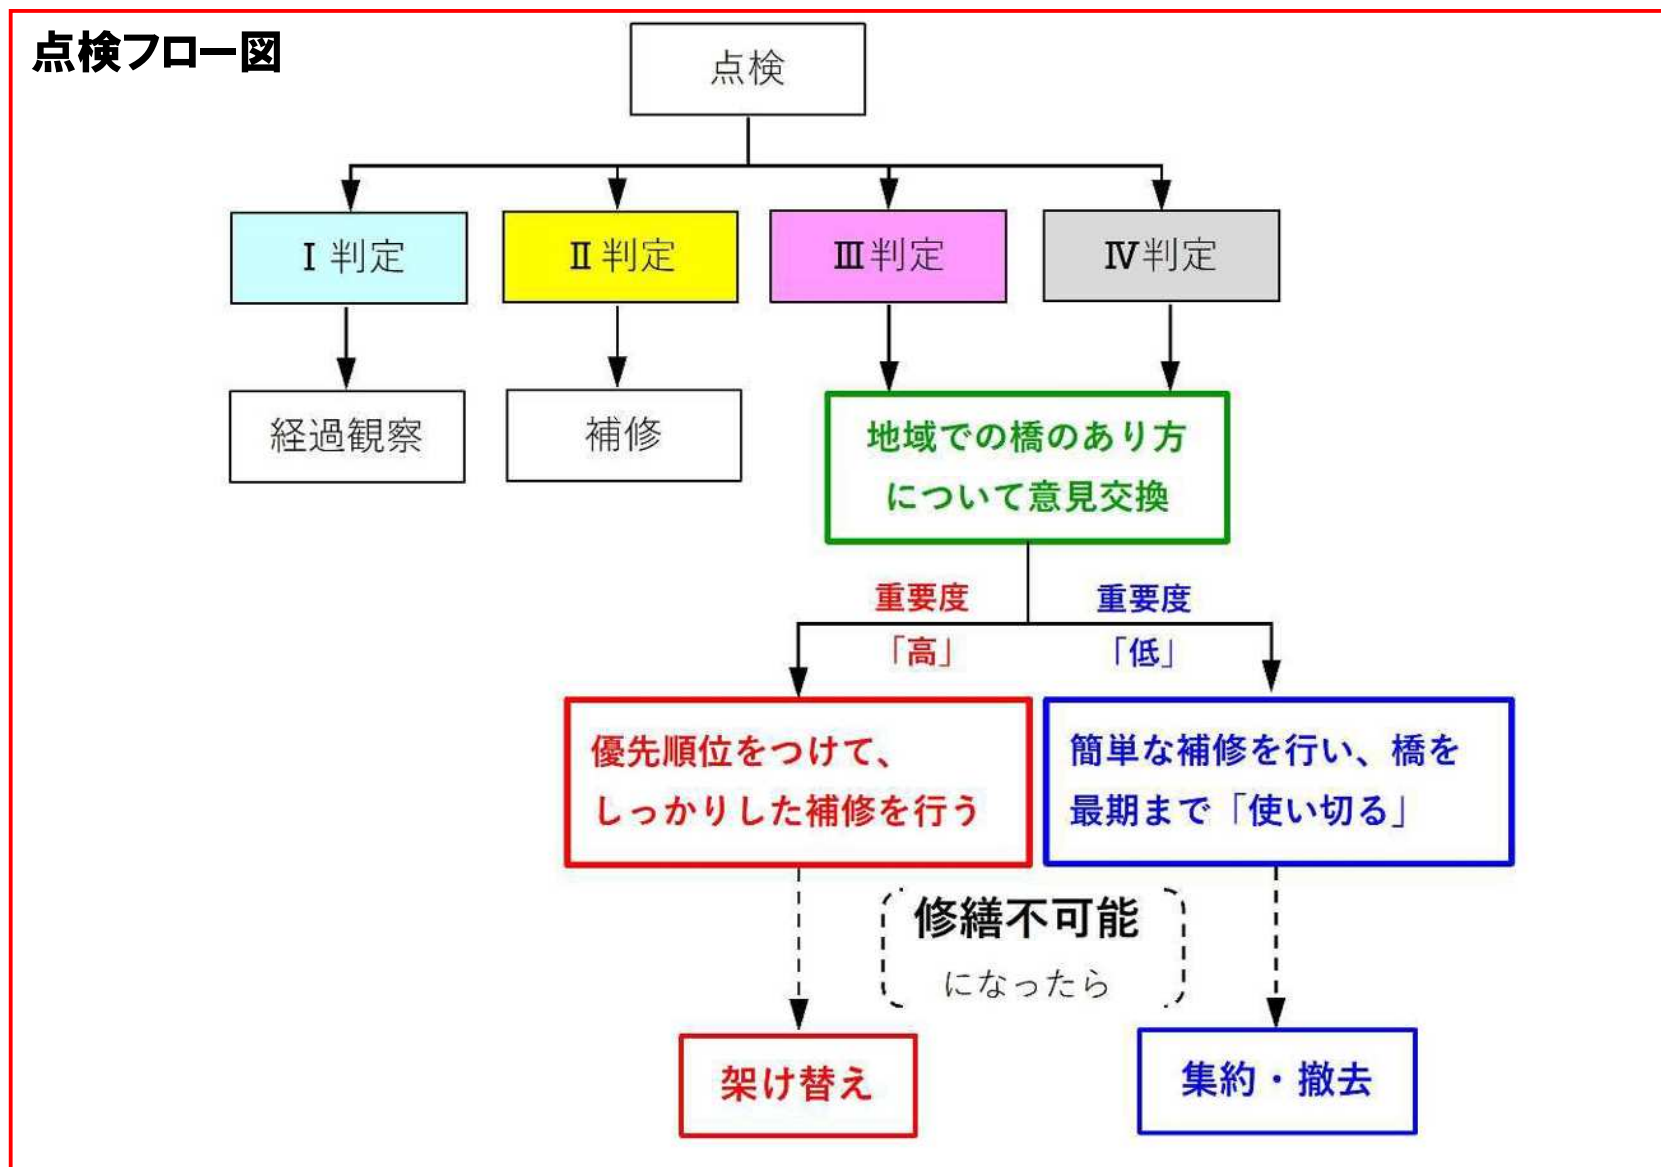 点検フロー図
点検
Ⅰ 判定
Ⅱ 判定
Ⅲ判定
Ⅳ判定
経過観察
補修
地域での橋のあり方
について意見交換
重要度
「高」
重要度
「低」
優先順位をつけて、
しっかりした補修を行う
簡単な補修を行い、橋を
最期まで「使い切る」
修繕不可能
になったら
架け替え
集約・撤去